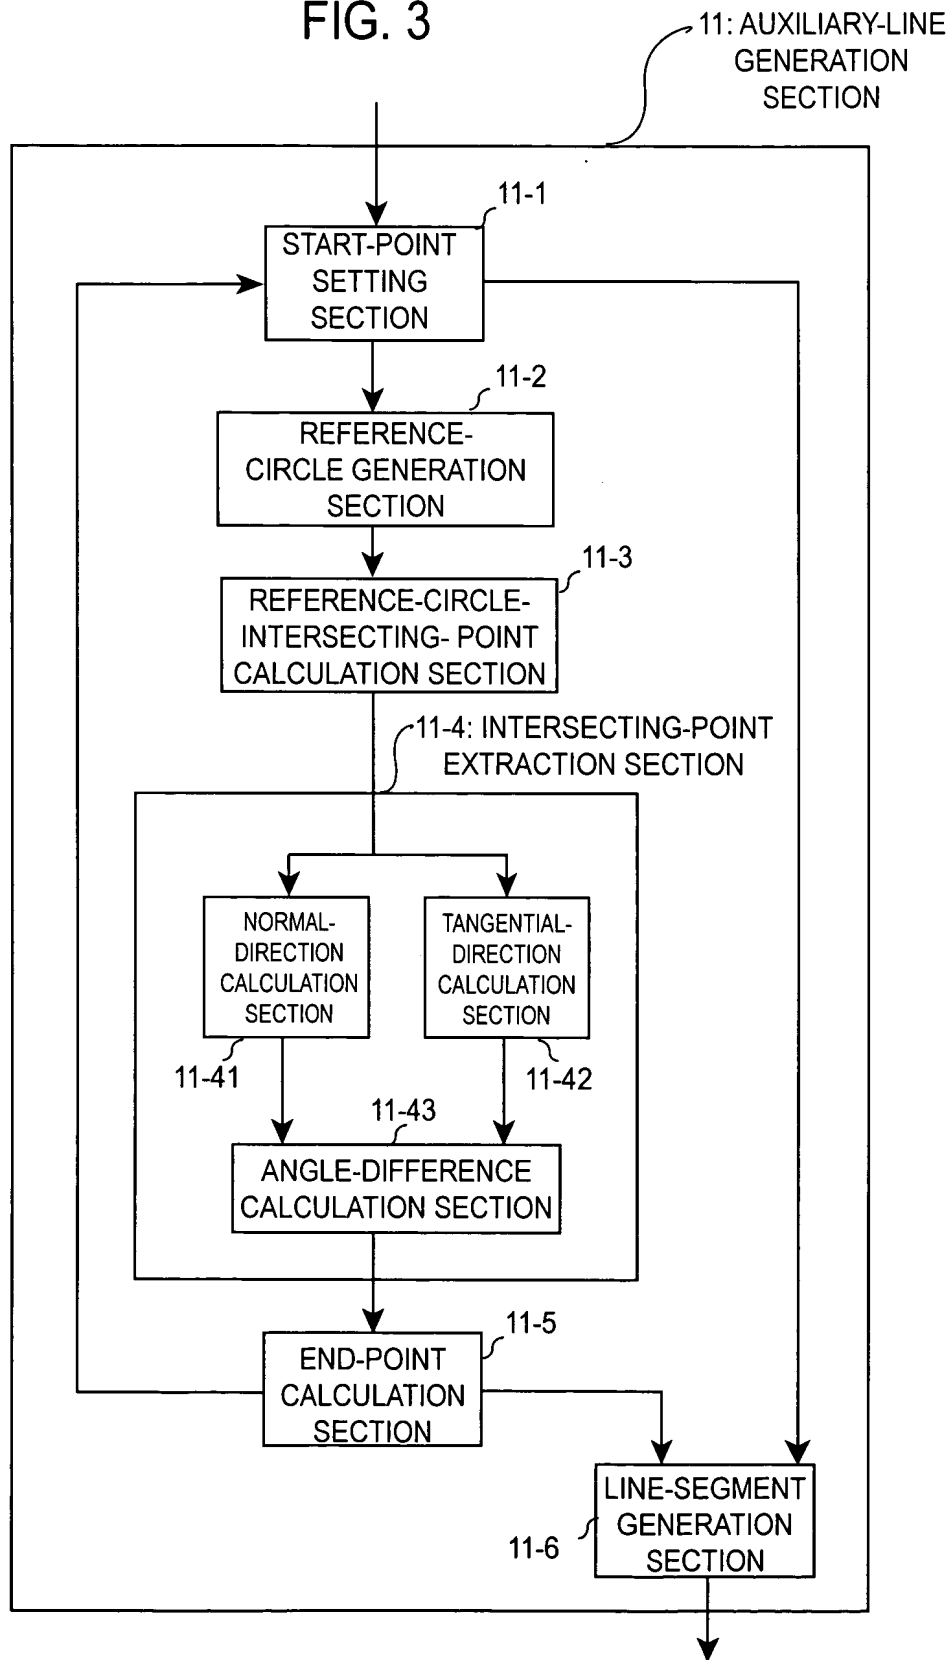 FIG. 3
11: AUXILIARY-LINE
GENERATION
SECTION
11-1
START-POINT
SETTING
SECTION
11-2
REFERENCE-
CIRCLE GENERATION
SECTION
11-3
REFERENCE-CIRCLE-
INTERSECTING- POINT
CALCULATION SECTION
11-4: INTERSECTING-POINT
EXTRACTION SECTION
NORMAL-
DIRECTION
CALCULATION
SECTION
11-41
TANGENTIAL-
DIRECTION
CALCULATION
SECTION
11-42
11-43
ANGLE-DIFFERENCE
CALCULATION SECTION
11-5
END-POINT
CALCULATION
SECTION
LINE-SEGMENT
GENERATION
SECTION
11-6